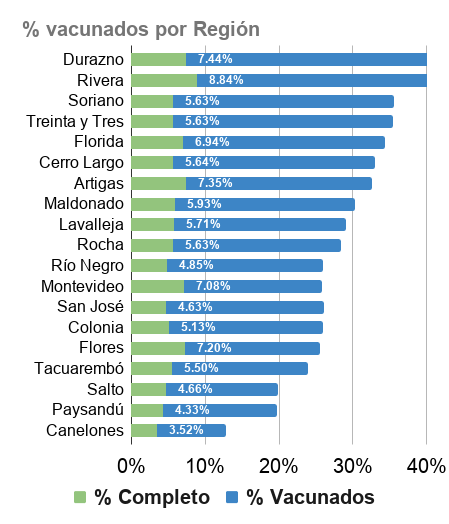 % vacunados por Región
Durazno 7.44%
Rivera 8.84%
Soriano 5.63%
Treinta y Tres 5.63%
Florida 6.94%
Cerro Largo 5.64%
Artigas 7.35%
Maldonado 5.93%
Lavalleja 5.71%
Rocha 5.63%
Río Negro 4.85%
Montevideo 7.08%
San José 4.63%
Colonia 5.13%
Flores 7.20%
Tacuarembó 5.50%
Salto 4.66%
Paysandú 4.33%
Canelones 3.52%
0% 10% 20% 30% 40%
% Completo % Vacunados